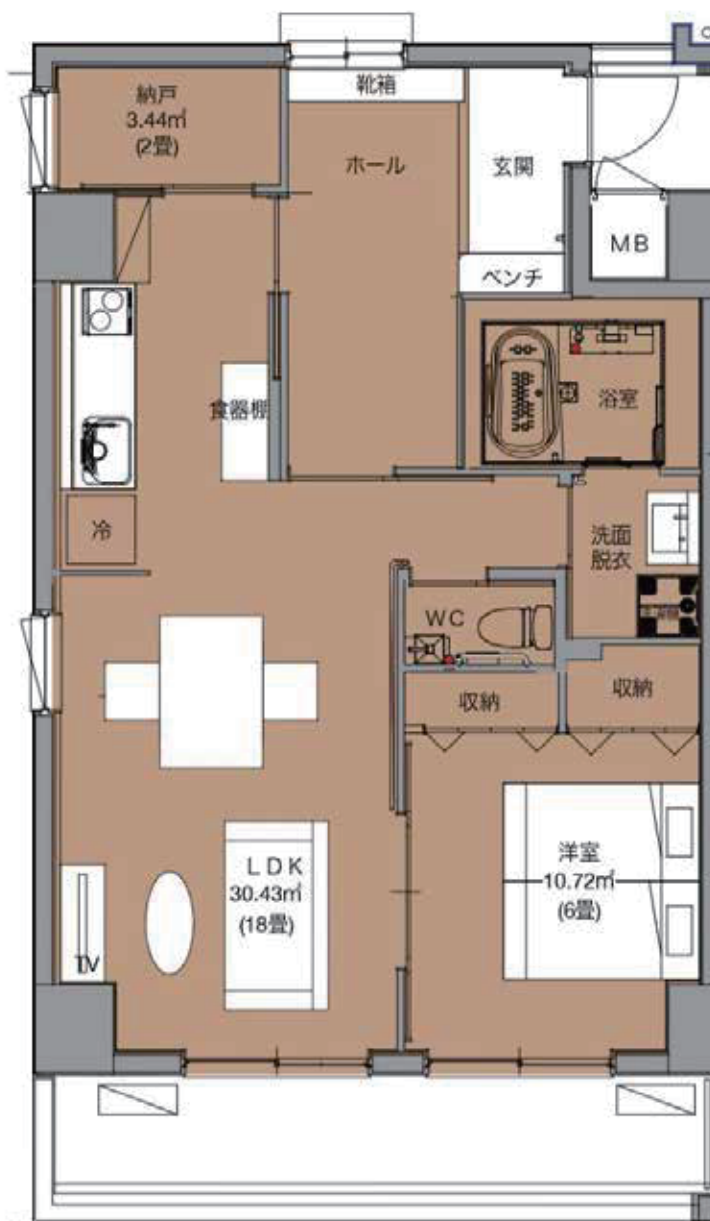 納戸
3.44㎡
(2畳)
靴箱
ホール
玄関
MB
ベンチ
食器棚
浴室
冷
洗面
脱衣
WC
収納
収納
LDK
30.43㎡
(18畳)
洋室
10.72㎡
(6畳)
TV